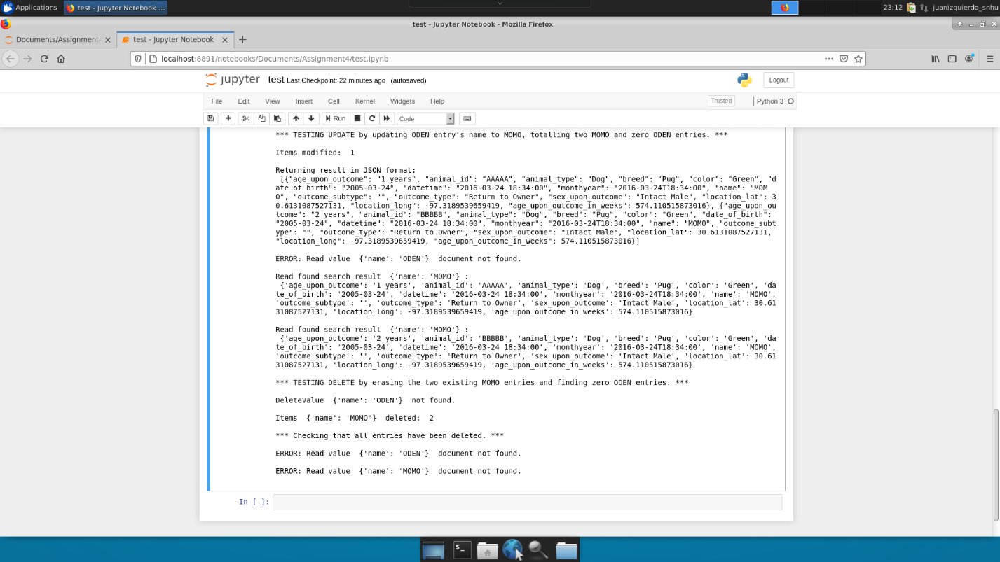 Applications
test - Jupyter Notebook ...
23:12
juanizquierdo_snhu
test - Jupyter Notebook - Mozilla Firefox
Documents/Assignment4
test - Jupyter Notebook
localhost:8891/notebooks/Documents/Assignment4/test.ipynb
jupyter test Last Checkpoint: 22 minutes ago (autosaved)
Logout
File Edit View Insert Cell Kernel Widgets Help
Trusted
Python 3
Run
Code
*** TESTING UPDATE by updating ODEN entry's name to MOMO, totalling two MOMO and zero ODEN entries. ***
Items modified:  1
Returning result in JSON format:
[{"age_upon_outcome": "1 years", "animal_id": "AAAAA", "animal_type": "Dog", "breed": "Pug", "color": "Green", "d
ate_of_birth": "2005-03-24", "datetime": "2016-03-24 18:34:00", "monthyear": "2016-03-24T18:34:00", "name": "MOM
O", "outcome_subtype": "", "outcome_type": "Return to Owner", "sex_upon_outcome": "Intact Male", "location_lat": 3
0.6131087527131, "location_long": -97.3189539659419, "age_upon_outcome_in_weeks": 574.110515873016}, {"age_upon_ou
tcome": "2 years", "animal_id": "BBBBB", "animal_type": "Dog", "breed": "Pug", "color": "Green", "date_of_birth":
"2005-03-24", "datetime": "2016-03-24 18:34:00", "monthyear": "2016-03-24T18:34:00", "name": "MOMO", "outcome_subt
ype": "", "outcome_type": "Return to Owner", "sex_upon_outcome": "Intact Male", "location_lat": 30.6131087527131,
"location_long": -97.3189539659419, "age_upon_outcome_in_weeks": 574.110515873016}]
ERROR: Read value  {'name': 'ODEN'}  document not found.
Read found search result  {'name': 'MOMO'} :
{'age_upon_outcome': '1 years', 'animal_id': 'AAAAA', 'animal_type': 'Dog', 'breed': 'Pug', 'color': 'Green', 'da
te_of_birth': '2005-03-24', 'datetime': '2016-03-24 18:34:00', 'monthyear': '2016-03-24T18:34:00', 'name': 'MOMO',
'outcome_subtype': '', 'outcome_type': 'Return to Owner', 'sex_upon_outcome': 'Intact Male', 'location_lat': 30.61
31087527131, 'location_long': -97.3189539659419, 'age_upon_outcome_in_weeks': 574.110515873016}
Read found search result  {'name': 'MOMO'} :
{'age_upon_outcome': '2 years', 'animal_id': 'BBBBB', 'animal_type': 'Dog', 'breed': 'Pug', 'color': 'Green', 'da
te_of_birth': '2005-03-24', 'datetime': '2016-03-24 18:34:00', 'monthyear': '2016-03-24T18:34:00', 'name': 'MOMO',
'outcome_subtype': '', 'outcome_type': 'Return to Owner', 'sex_upon_outcome': 'Intact Male', 'location_lat': 30.61
31087527131, 'location_long': -97.3189539659419, 'age_upon_outcome_in_weeks': 574.110515873016}
*** TESTING DELETE by erasing the two existing MOMO entries and finding zero ODEN entries. ***
DeleteValue  {'name': 'ODEN'}  not found.
Items  {'name': 'MOMO'}  deleted:  2
*** Checking that all entries have been deleted. ***
ERROR: Read value  {'name': 'ODEN'}  document not found.
ERROR: Read value  {'name': 'MOMO'}  document not found.
In [ ]: